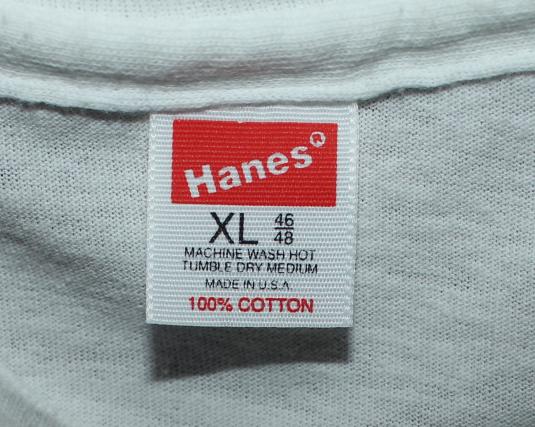 Hanes®
XL 46/48
MACHINE WASH HOT
TUMBLE DRY MEDIUM
MADE IN U.S.A.
100% COTTON